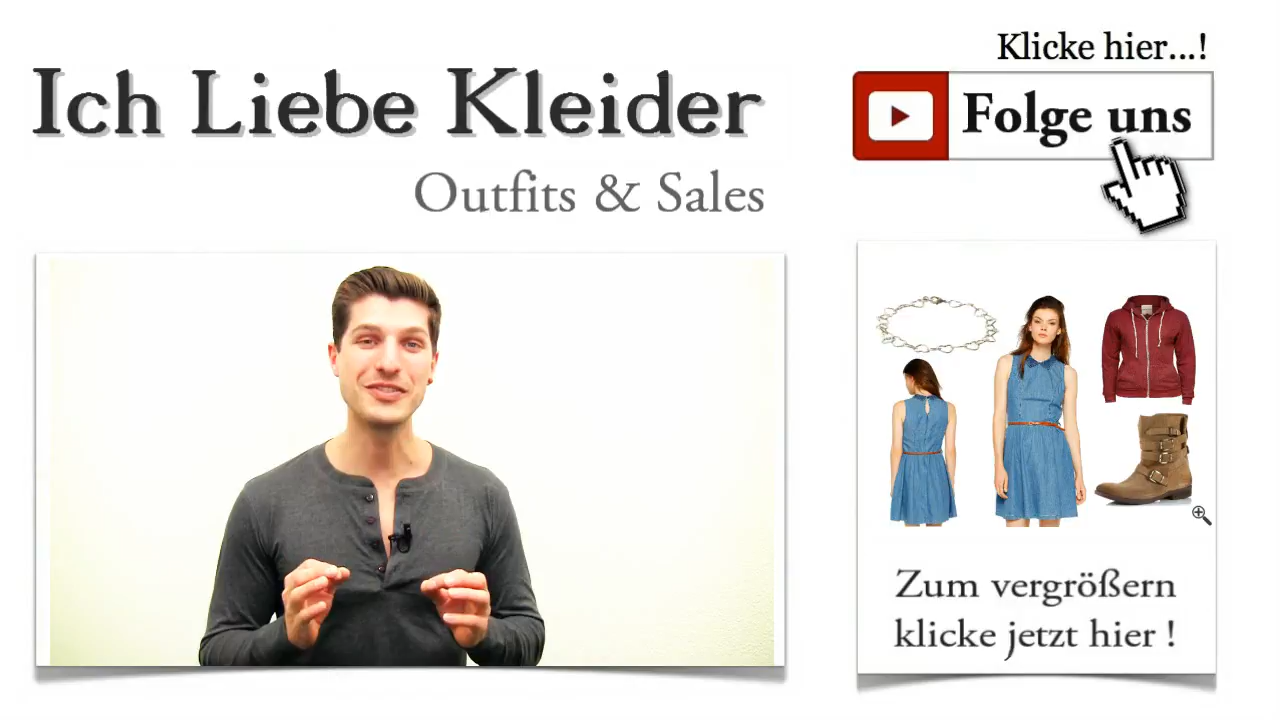 Ich Liebe Kleider
Outfits & Sales
Klicke hier...!
Folge uns
Zum vergrößern
klicke jetzt hier !